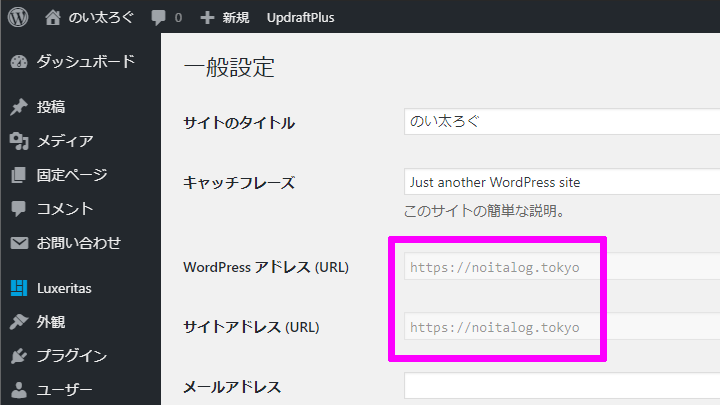 のい太ろぐ 0 新規 UpdraftPlus
ダッシュボード
投稿
メディア
固定ページ
コメント
お問い合わせ
Luxeritas
外観
プラグイン
ユーザー
一般設定
サイトのタイトル
のい太ろぐ
キャッチフレーズ
Just another WordPress site
このサイトの簡単な説明。
WordPress アドレス (URL)
https://noitalog.tokyo
サイトアドレス (URL)
https://noitalog.tokyo
メールアドレス